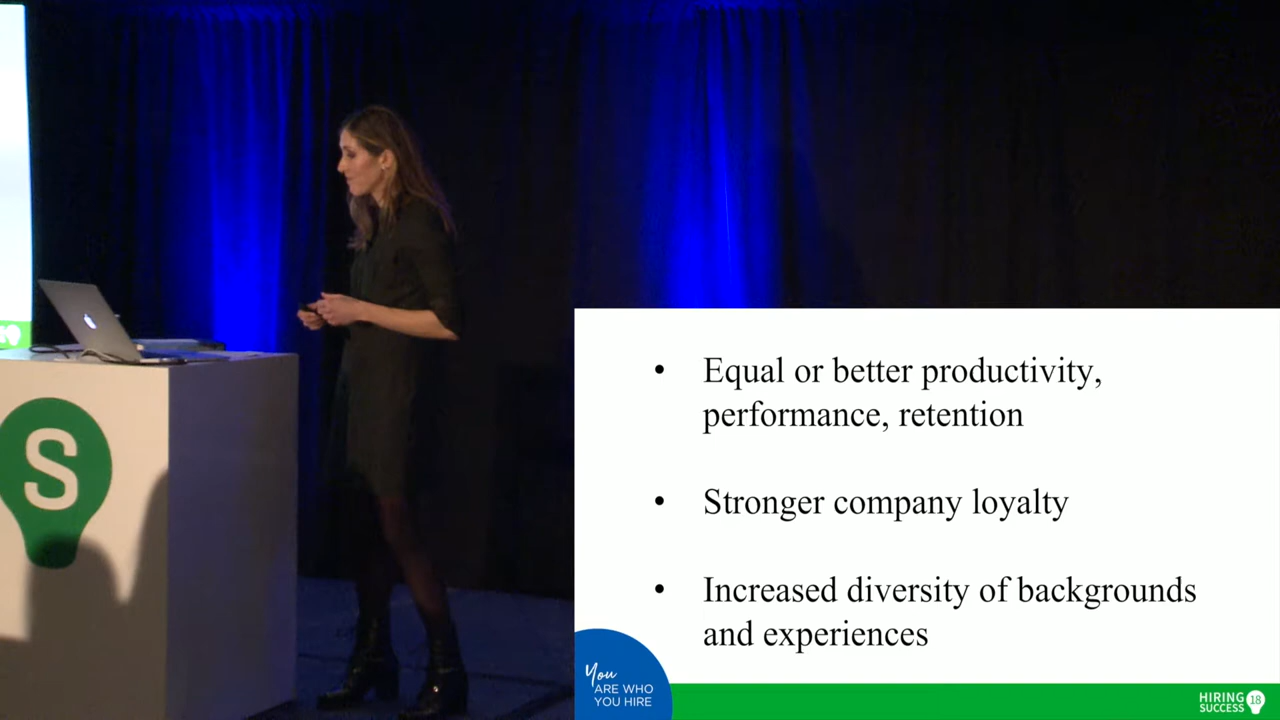 S
• Equal or better productivity,
performance, retention
• Stronger company loyalty
• Increased diversity of backgrounds
and experiences
You
ARE WHO
YOU HIRE
HIRING
SUCCESS
18